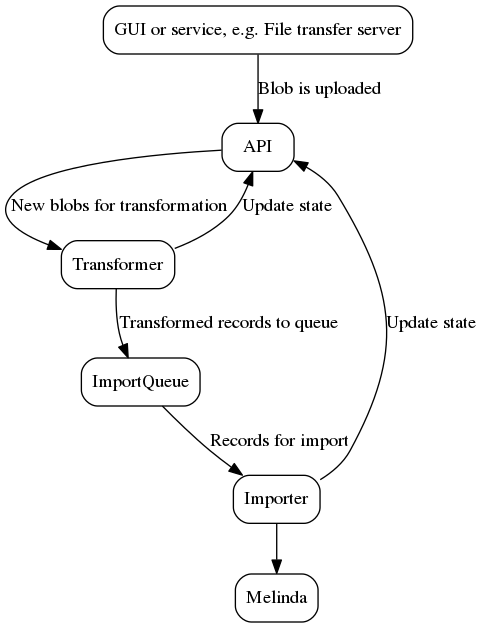 GUI or service, e.g. File transfer server
Blob is uploaded
API
New blobs for transformation
Update state
Transformer
Transformed records to queue
Update state
ImportQueue
Records for import
Importer
Melinda